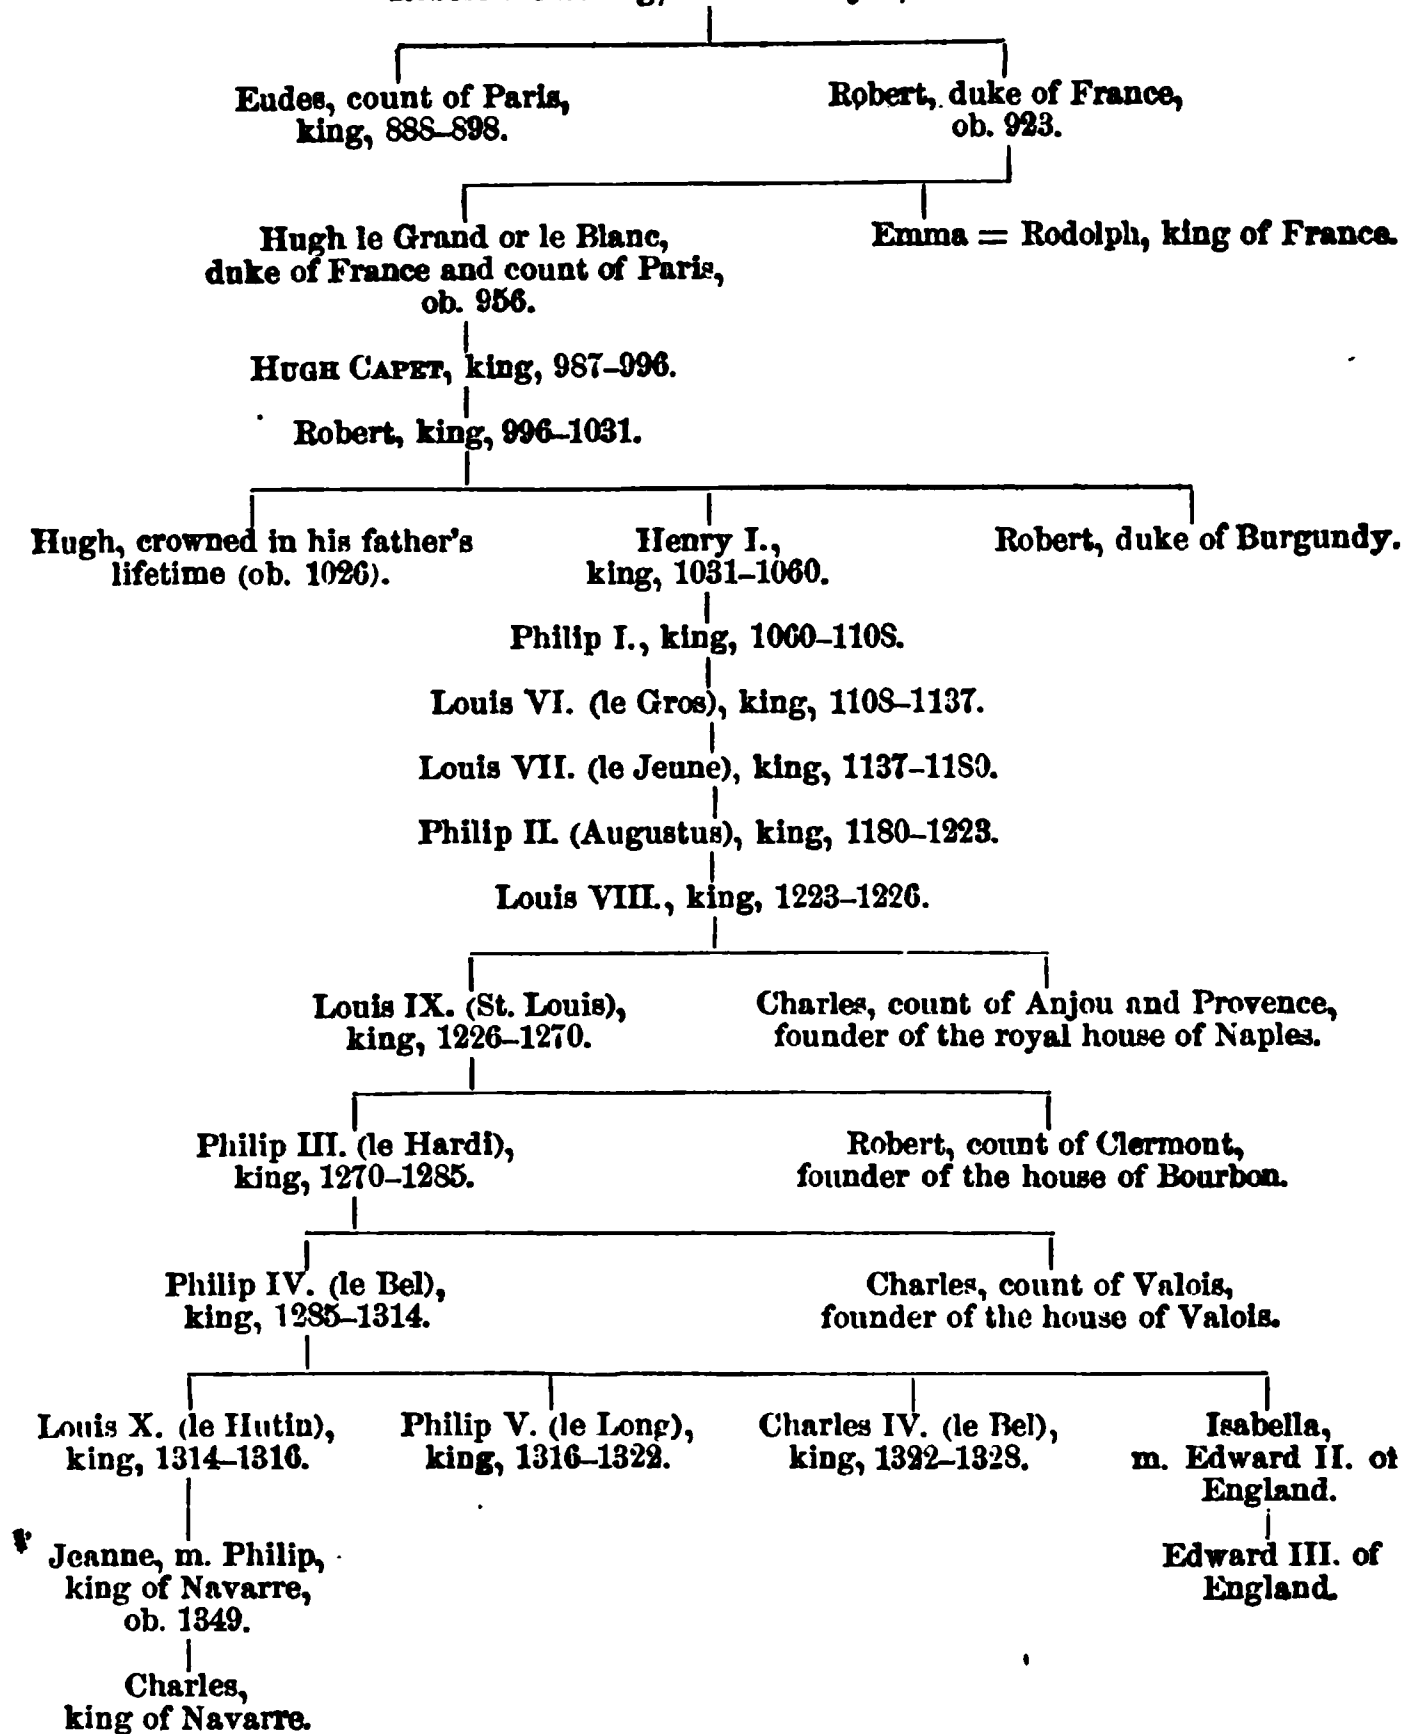 Eudes, count of Paris,
king, 888–898.
Robert, duke of France,
ob. 923.
Hugh le Grand or le Blanc,
duke of France and count of Paris,
ob. 956.
Emma = Rodolph, king of France.
HUGH CAPET, king, 987–996.
Robert, king, 996–1031.
Hugh, crowned in his father's
lifetime (ob. 1026).
Henry I.,
king, 1031–1060.
Robert, duke of Burgundy.
Philip I., king, 1060–1108.
Louis VI. (le Gros), king, 1108–1137.
Louis VII. (le Jeune), king, 1137–1180.
Philip II. (Augustus), king, 1180–1223.
Louis VIII., king, 1223–1226.
Louis IX. (St. Louis),
king, 1226–1270.
Charles, count of Anjou and Provence,
founder of the royal house of Naples.
Philip III. (le Hardi),
king, 1270–1285.
Robert, count of Clermont,
founder of the house of Bourbon.
Philip IV. (le Bel),
king, 1285–1314.
Charles, count of Valois,
founder of the house of Valois.
Louis X. (le Hutin),
king, 1314–1316.
Philip V. (le Long),
king, 1316–1322.
Charles IV. (le Bel),
king, 1322–1328.
Isabella,
m. Edward II. of
England.
Jeanne, m. Philip,
king of Navarre,
ob. 1349.
Edward III. of
England.
Charles,
king of Navarre.